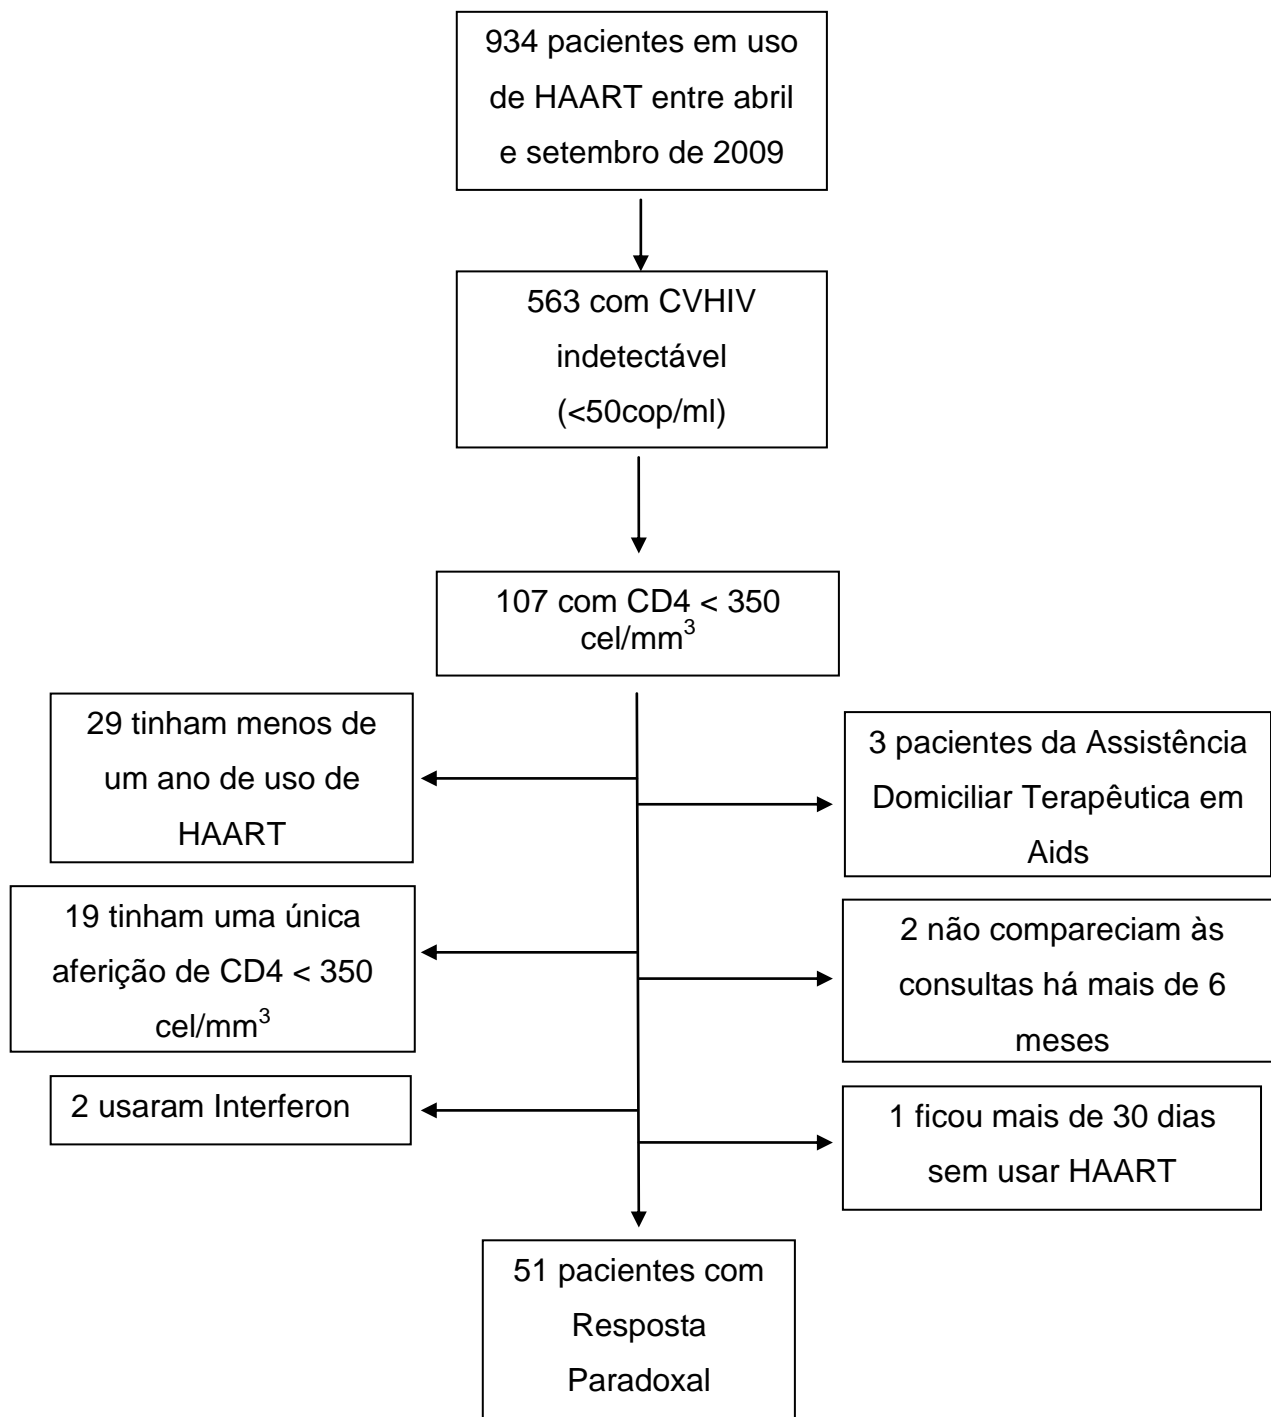 934 pacientes em uso
de HAART entre abril
e setembro de 2009
563 com CVHIV
indetectável
(<50cop/ml)
107 com CD4 < 350
cel/mm³
29 tinham menos de
um ano de uso de
HAART
3 pacientes da Assistência
Domiciliar Terapêutica em
Aids
19 tinham uma única
aferição de CD4 < 350
cel/mm³
2 não compareciam às
consultas há mais de 6
meses
2 usaram Interferon
1 ficou mais de 30 dias
sem usar HAART
51 pacientes com
Resposta
Paradoxal